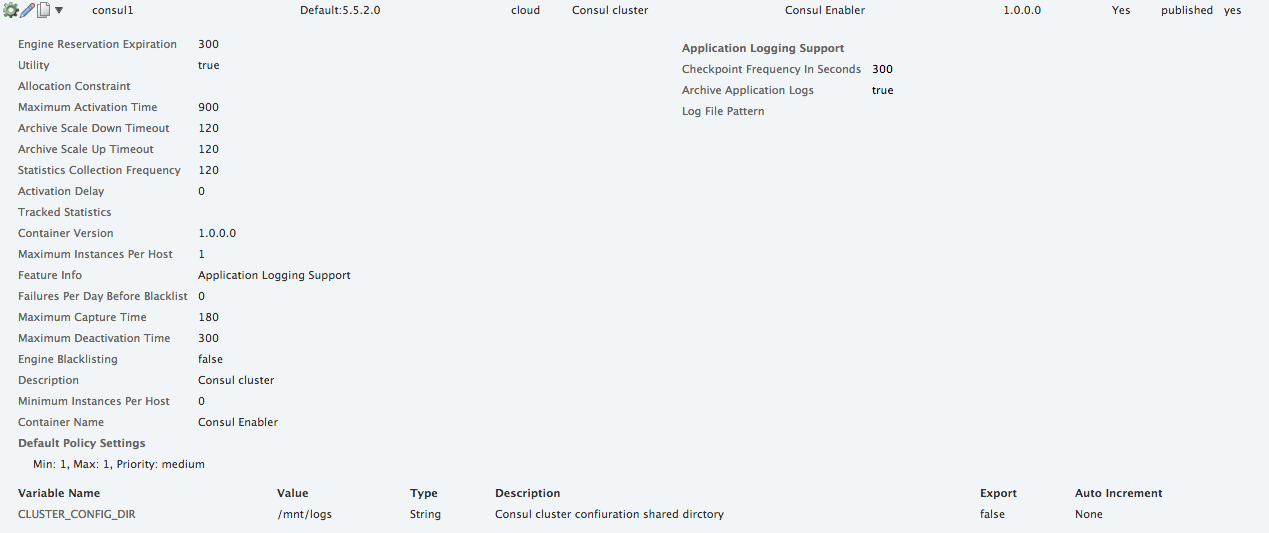 consul1 Default:5.5.2.0 cloud Consul cluster Consul Enabler 1.0.0.0 Yes published yes
Engine Reservation Expiration 300
Utility true
Allocation Constraint
Maximum Activation Time 900
Archive Scale Down Timeout 120
Archive Scale Up Timeout 120
Statistics Collection Frequency 120
Activation Delay 0
Tracked Statistics
Container Version 1.0.0.0
Maximum Instances Per Host 1
Feature Info Application Logging Support
Failures Per Day Before Blacklist 0
Maximum Capture Time 180
Maximum Deactivation Time 300
Engine Blacklisting false
Description Consul cluster
Minimum Instances Per Host 0
Container Name Consul Enabler
Default Policy Settings
Min: 1, Max: 1, Priority: medium
Application Logging Support
Checkpoint Frequency In Seconds 300
Archive Application Logs true
Log File Pattern
Variable Name Value Type Description Export Auto Increment
CLUSTER_CONFIG_DIR /mnt/logs String Consul cluster confiuration shared dirctory false None